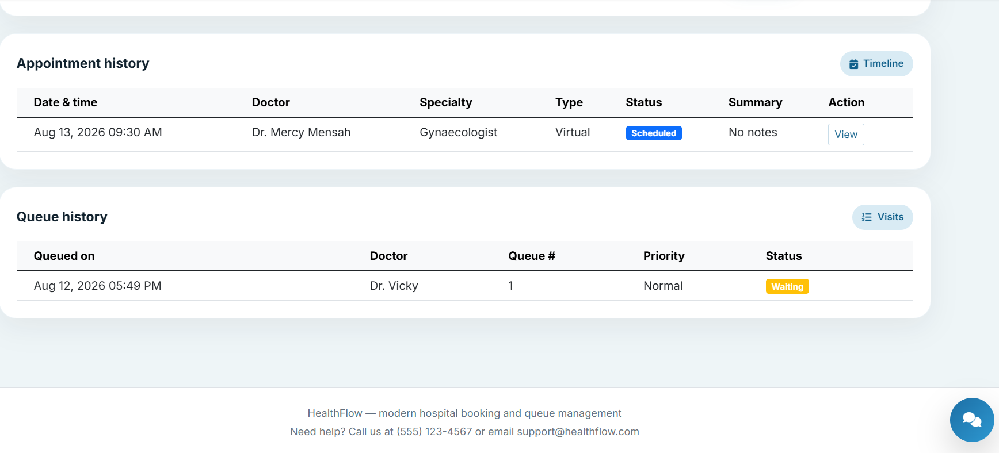 Appointment history
Timeline
Date & time Doctor Specialty Type Status Summary Action
Aug 13, 2026 09:30 AM Dr. Mercy Mensah Gynaecologist Virtual Scheduled No notes View
Queue history
Visits
Queued on Doctor Queue # Priority Status
Aug 12, 2026 05:49 PM Dr. Vicky 1 Normal Waiting
HealthFlow — modern hospital booking and queue management
Need help? Call us at (555) 123-4567 or email support@healthflow.com